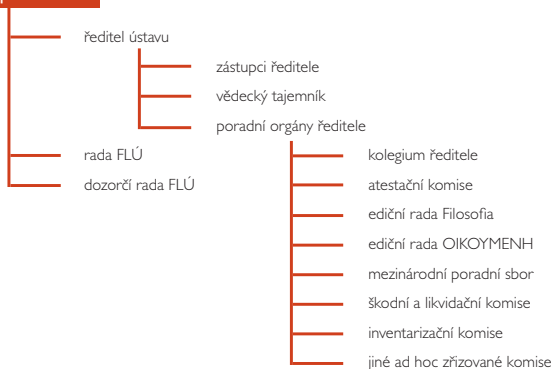 ředitel ústavu
zástupci ředitele
vědecký tajemník
poradní orgány ředitele
rada FLÚ
kolegium ředitele
dozorčí rada FLÚ
atestační komise
ediční rada Filosofia
ediční rada OIKOYMENH
mezinárodní poradní sbor
škodní a likvidační komise
inventarizační komise
jiné ad hoc zřizované komise